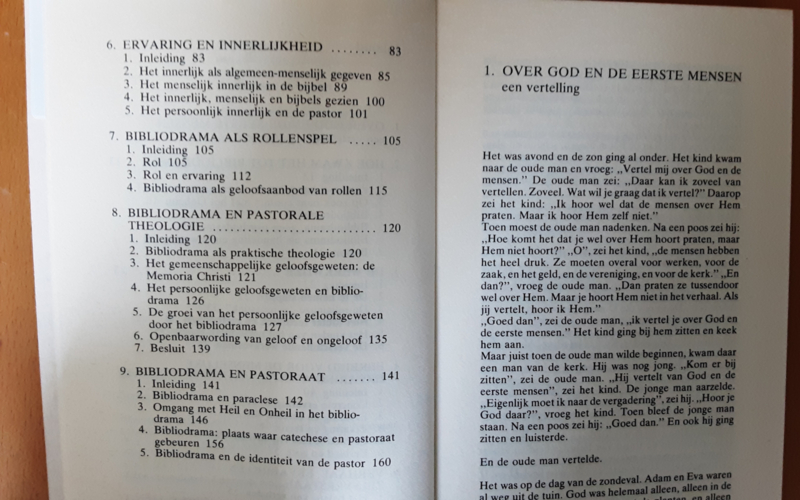 6. ERVARING EN INNERLIJKHEID ........ 83
1. Inleiding 83
2. Het innerlijk als algemeen-menselijk gegeven 85
3. Het menselijk innerlijk in de bijbel 89
4. Het innerlijk, menselijk en bijbels gezien 100
5. Het persoonlijk innerlijk en de pastor 101
7. BIBLIODRAMA ALS ROLLENSPEL ..... 105
1. Inleiding 105
2. Rol 105
3. Rol en ervaring 112
4. Bibliodrama als geloofsaanbod van rollen 115
8. BIBLIODRAMA EN PASTORALE
THEOLOGIE ............................ 120
1. Inleiding 120
2. Bibliodrama als praktische theologie 120
3. Het gemeenschappelijke geloofsgeweten: de
Memoria Christi 121
4. Het persoonlijke geloofsgeweten en biblio-
drama 126
5. De groei van het persoonlijke geloofsgeweten
door het bibliodrama 127
6. Openbaarwording van geloof en ongeloof 135
7. Besluit 139
9. BIBLIODRAMA EN PASTORAAT ....... 141
1. Inleiding 141
2. Bibliodrama en paraclese 142
3. Omgang met Heil en Onheil in het biblio-
drama 146
4. Bibliodrama: plaats waar catechese en pastoraat
gebeuren 156
5. Bibliodrama en de identiteit van de pastor 160
1. OVER GOD EN DE EERSTE MENSEN
een vertelling
Het was avond en de zon ging al onder. Het kind kwam
naar de oude man en vroeg: „Vertel mij over God en de
mensen.” De oude man zei: „Daar kan ik zoveel van
vertellen. Zoveel. Wat wil je graag dat ik vertel?” Daarop
zei het kind: „Ik hoor wel dat de mensen over Hem
praten. Maar ik hoor Hem zelf niet.”
Toen moest de oude man nadenken. Na een poos zei hij:
„Hoe komt het dat je wel over Hem hoort praten, maar
Hem niet hoort?” „O”, zei het kind, „de mensen hebben
het heel druk. Ze moeten overal voor werken, voor de
zaak, en het geld, en de vereniging, en voor de kerk.” „En
dan?”, vroeg de oude man. „Dan praten ze tussendoor
wel over Hem. Maar je hoort Hem niet in het verhaal. Als
jij vertelt, hoor ik Hem.”
„Goed dan”, zei de oude man, „ik vertel je over God en
de eerste mensen.” Het kind ging bij hem zitten en keek
hem aan.
Maar juist toen de oude man wilde beginnen, kwam daar
een man van de kerk. Hij was nog jong. „Kom er bij
zitten”, zei de oude man. „Hij vertelt van God en de
eerste mensen”, zei het kind. De jonge man aarzelde.
„Eigenlijk moet ik naar de vergadering”, zei hij. „Hoor je
God daar?”, vroeg het kind. Toen bleef de jonge man
staan. Na een poos zei hij: „Goed dan.” En ook hij ging
zitten en luisterde.
En de oude man vertelde.
Het was op de dag van de zondeval. Adam en Eva waren
al weg uit de tuin. God was helemaal alleen, alleen in de